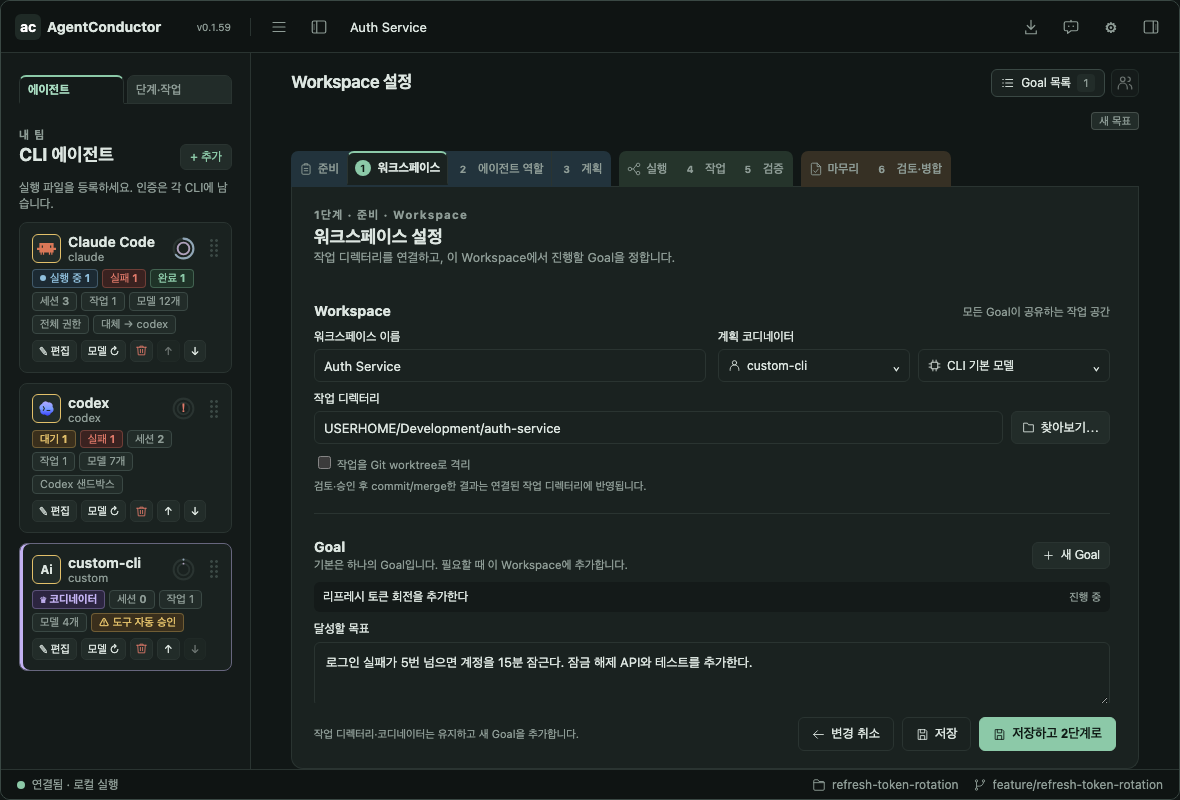 ac AgentConductor v0.1.59 Auth Service
에이전트 단계·작업
내 팀
CLI 에이전트 + 추가
실행 파일을 등록하세요. 인증은 각 CLI에 남
습니다.
Claude Code
claude
실행 중 1 실패 1 완료 1
세션 3 작업 1 모델 12개
전체 권한 대체 → codex
편집 모델
codex
codex
대기 1 실패 1 세션 2
작업 1 모델 7개
Codex 샌드박스
편집 모델
Ai custom-cli
custom
코디네이터 세션 0 작업 1
모델 4개 도구 자동 승인
편집 모델
Workspace 설정
Goal 목록 1
새 목표
준비 1 워크스페이스 2 에이전트 역할 3 계획 실행 4 작업 5 검증 마무리 6 검토·병합
1단계 · 준비 · Workspace
워크스페이스 설정
작업 디렉터리를 연결하고, 이 Workspace에서 진행할 Goal을 정합니다.
Workspace 모든 Goal이 공유하는 작업 공간
워크스페이스 이름 계획 코디네이터
Auth Service custom-cli CLI 기본 모델
작업 디렉터리
USERHOME/Development/auth-service 찾아보기...
작업을 Git worktree로 격리
검토·승인 후 commit/merge한 결과는 연결된 작업 디렉터리에 반영됩니다.
Goal
기본은 하나의 Goal입니다. 필요할 때 이 Workspace에 추가합니다.
+ 새 Goal
리프레시 토큰 회전을 추가한다 진행 중
달성할 목표
로그인 실패가 5번 넘으면 계정을 15분 잠근다. 잠금 해제 API와 테스트를 추가한다.
작업 디렉터리·코디네이터는 유지하고 새 Goal을 추가합니다. ← 변경 취소 저장 저장하고 2단계로
연결됨 · 로컬 실행 refresh-token-rotation feature/refresh-token-rotation